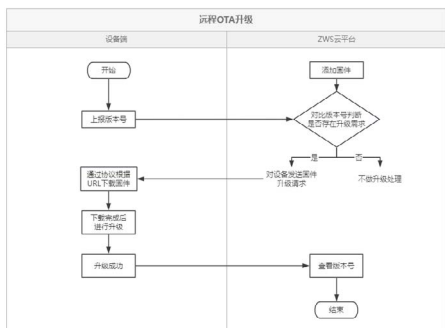 远程OTA升级
设备端
ZWS云平台
开始
添加固件
上报版本号
对比版本号判断
是否存在升级需求
是
否
通过协议根据
URL下载固件
对设备发送固件
升级请求
不做升级处理
下载完成后
进行升级
升级成功
查看版本号
结束